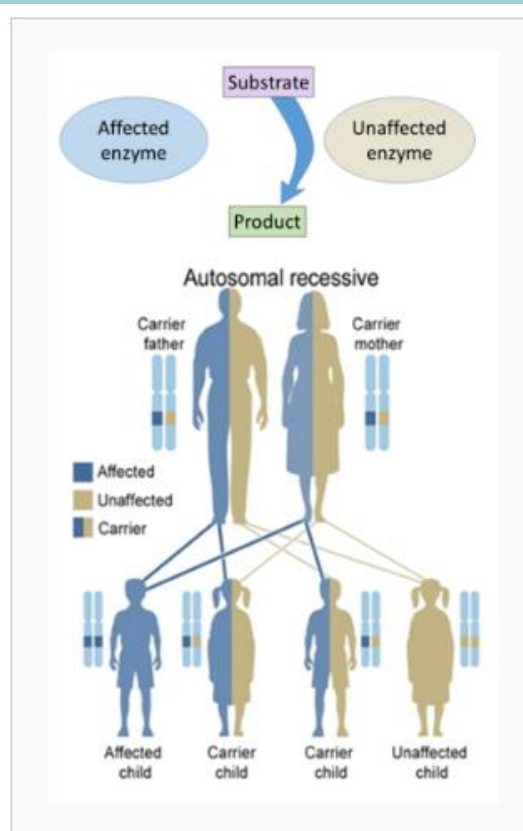 Substrate
Affected
enzyme
Unaffected
enzyme
Product
Autosomal recessive
Carrier
father
Carrier
mother
Affected
Unaffected
Carrier
Affected
child
Carrier
child
Carrier
child
Unaffected
child